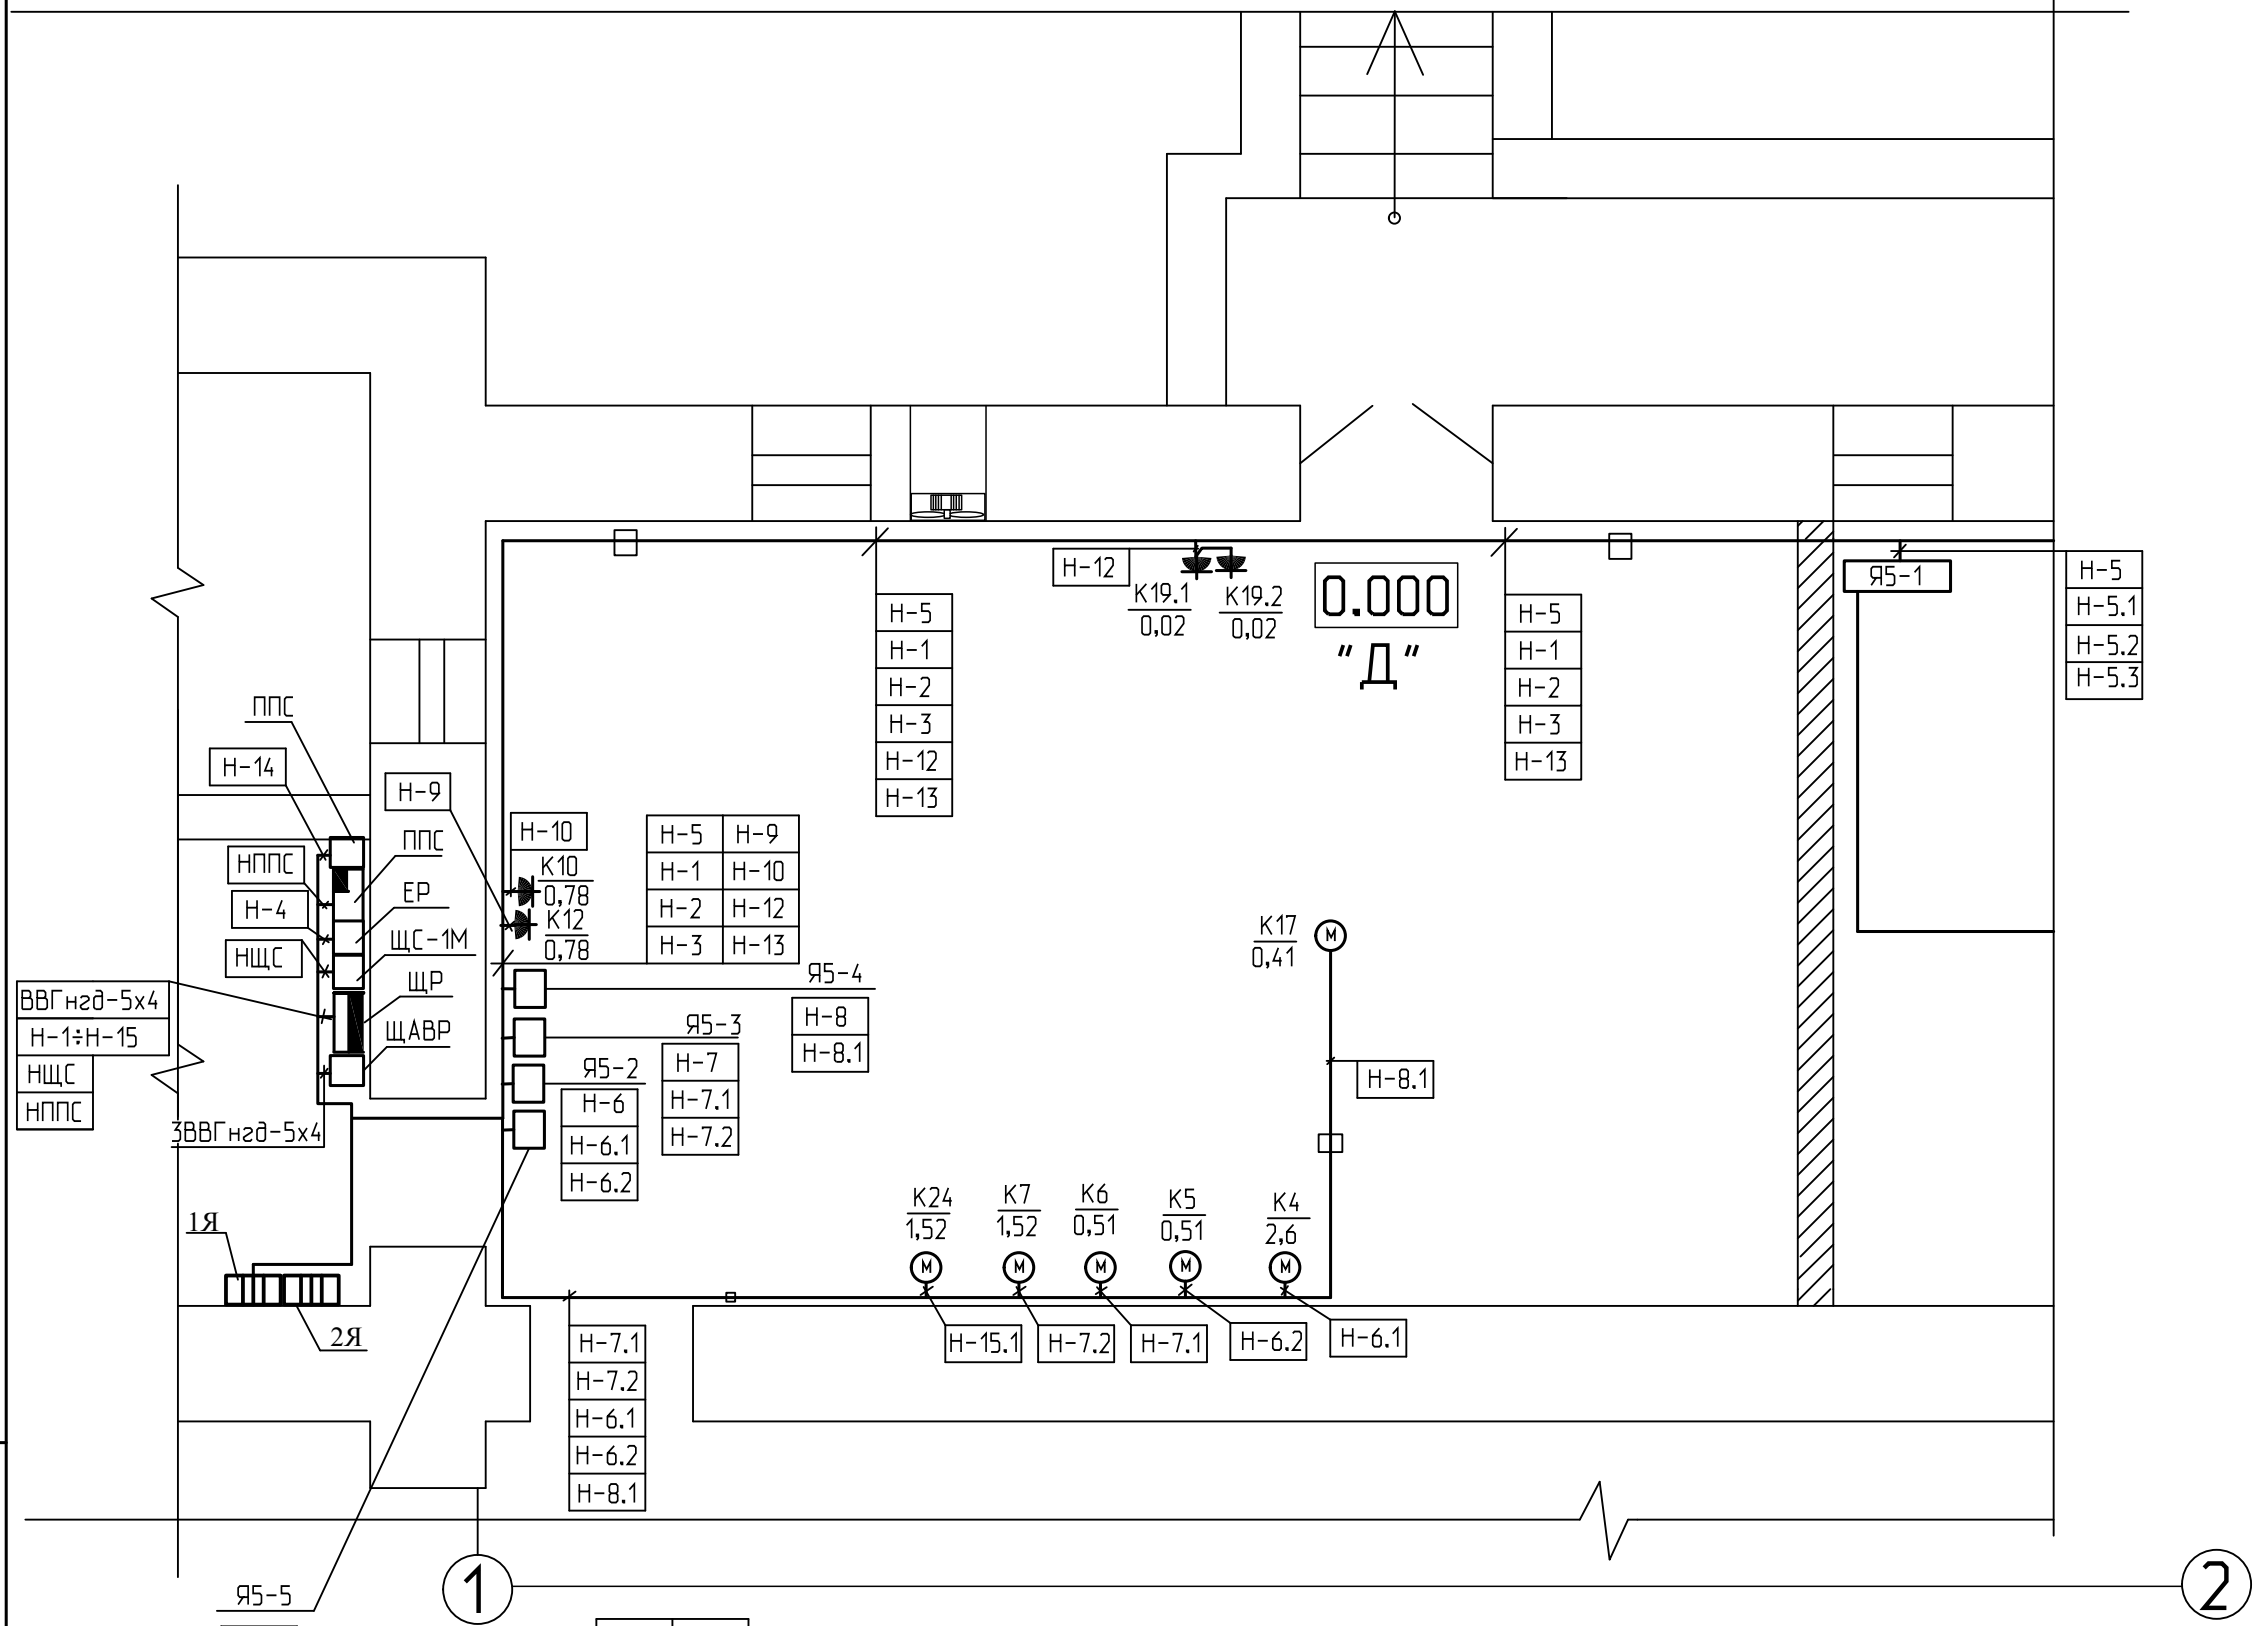 Н-12
К19.1
0,02
К19.2
0,02
0.000
"Д"
Я5-1
Н-5
Н-5.1
Н-5.2
Н-5.3
Н-5
Н-1
Н-2
Н-3
Н-12
Н-13
Н-5
Н-1
Н-2
Н-3
Н-13
ППС
Н-14
Н-9
ППС
НППС
ЕР
Н-4
ЩС-1М
НЩС
ЩР
ВВГнгд-5х4
Н-1÷Н-15
НЩС
НППС
ЩАВР
3ВВГнгд-5х4
Н-10
К10
0,78
К12
0,78
Н-5 Н-9
Н-1 Н-10
Н-2 Н-12
Н-3 Н-13
Я5-4
Н-8
Н-8.1
Я5-3
Н-7
Н-7.1
Н-7.2
Я5-2
Н-6
Н-6.1
Н-6.2
К17
0,41
М
Н-8.1
1Я
2Я
К24
1,52
К7
1,52
К6
0,51
К5
0,51
К4
2,6
М М М М М
Н-15.1
Н-7.2
Н-7.1
Н-6.2
Н-6.1
Н-7.1
Н-7.2
Н-6.1
Н-6.2
Н-8.1
Я5-5
1
2